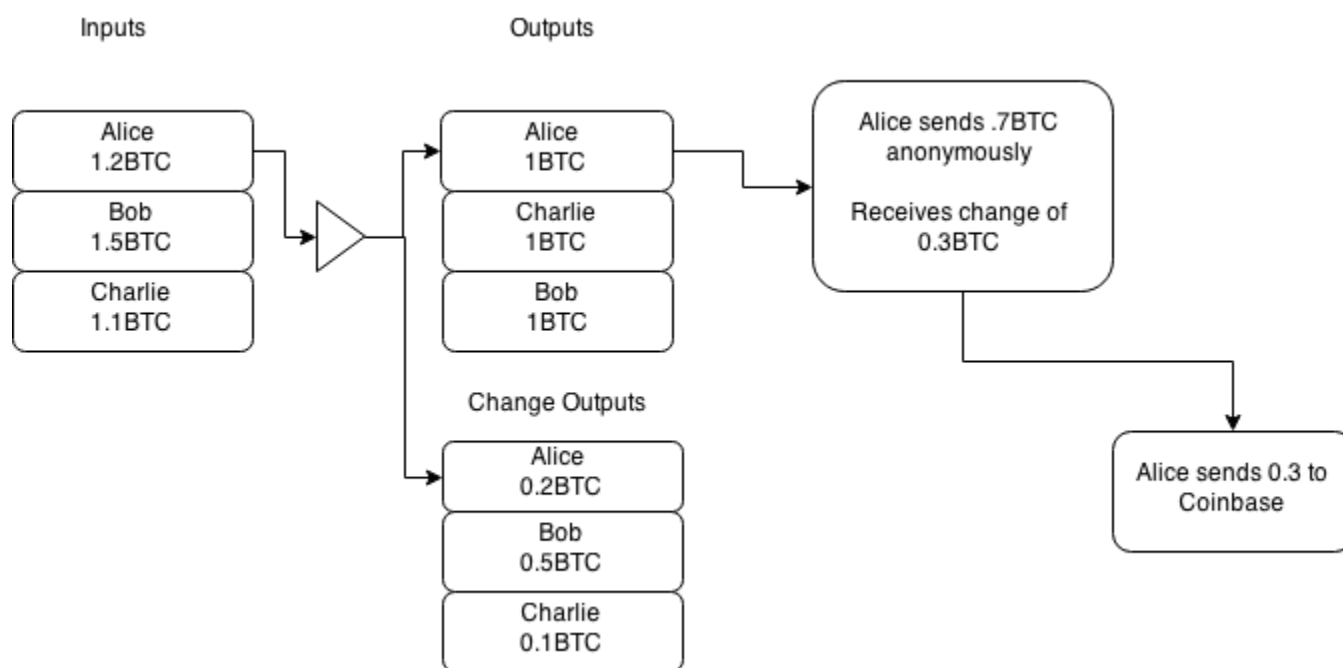 Inputs
Outputs
Alice
1.2BTC
Bob
1.5BTC
Charlie
1.1BTC
Alice
1BTC
Charlie
1BTC
Bob
1BTC
Alice sends .7BTC
anonymously
Receives change of
0.3BTC
Change Outputs
Alice
0.2BTC
Bob
0.5BTC
Charlie
0.1BTC
Alice sends 0.3 to
Coinbase